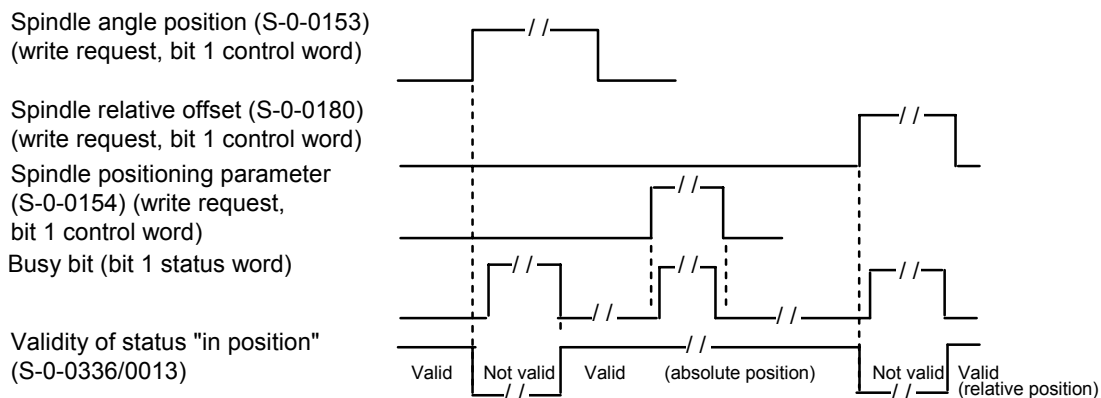 Spindle angle position (S-0-0153)
(write request, bit 1 control word)
Spindle relative offset (S-0-0180)
(write request, bit 1 control word)
Spindle positioning parameter
(S-0-0154) (write request,
bit 1 control word)
Busy bit (bit 1 status word)
Validity of status "in position"
(S-0-0336/0013)
Valid Not valid Valid (absolute position) Not valid Valid
(relative position)